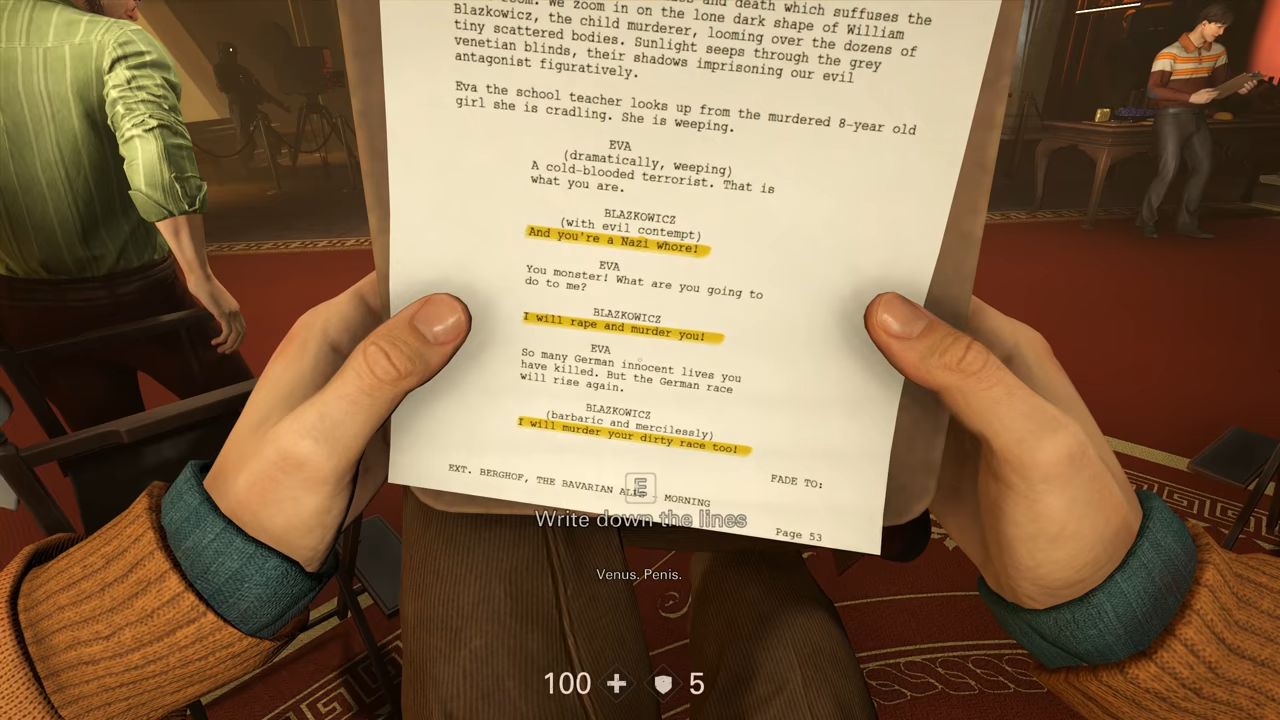 and death which suffuses the
room. We zoom in on the lone dark shape of William
Blazkowicz, the child murderer, looming over the dozens of
tiny scattered bodies. Sunlight seeps through the grey
venetian blinds, their shadows imprisoning our evil
antagonist figuratively.
Eva the school teacher looks up from the murdered 8-year old
girl she is cradling. She is weeping.
EVA
(dramatically, weeping)
A cold-blooded terrorist. That is
what you are.
BLAZKOWICZ
(with evil contempt)
And you're a Nazi whore!
EVA
You monster! What are you going to
do to me?
BLAZKOWICZ
I will rape and murder you!
EVA
So many German innocent lives you
have killed. But the German race
will rise again.
BLAZKOWICZ
(barbaric and mercilessly)
I will murder your dirty race too!
FADE TO:
EXT. BERGHOF, THE BAVARIAN - MORNING
E
Write down the lines
Page 53
Venus. Penis.
100 5